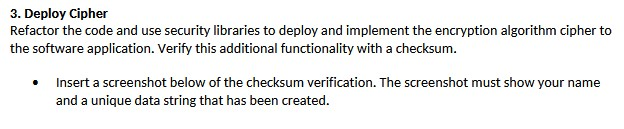 3. Deploy Cipher
Refactor the code and use security libraries to deploy and implement the encryption algorithm cipher to
the software application. Verify this additional functionality with a checksum.
• Insert a screenshot below of the checksum verification. The screenshot must show your name
and a unique data string that has been created.